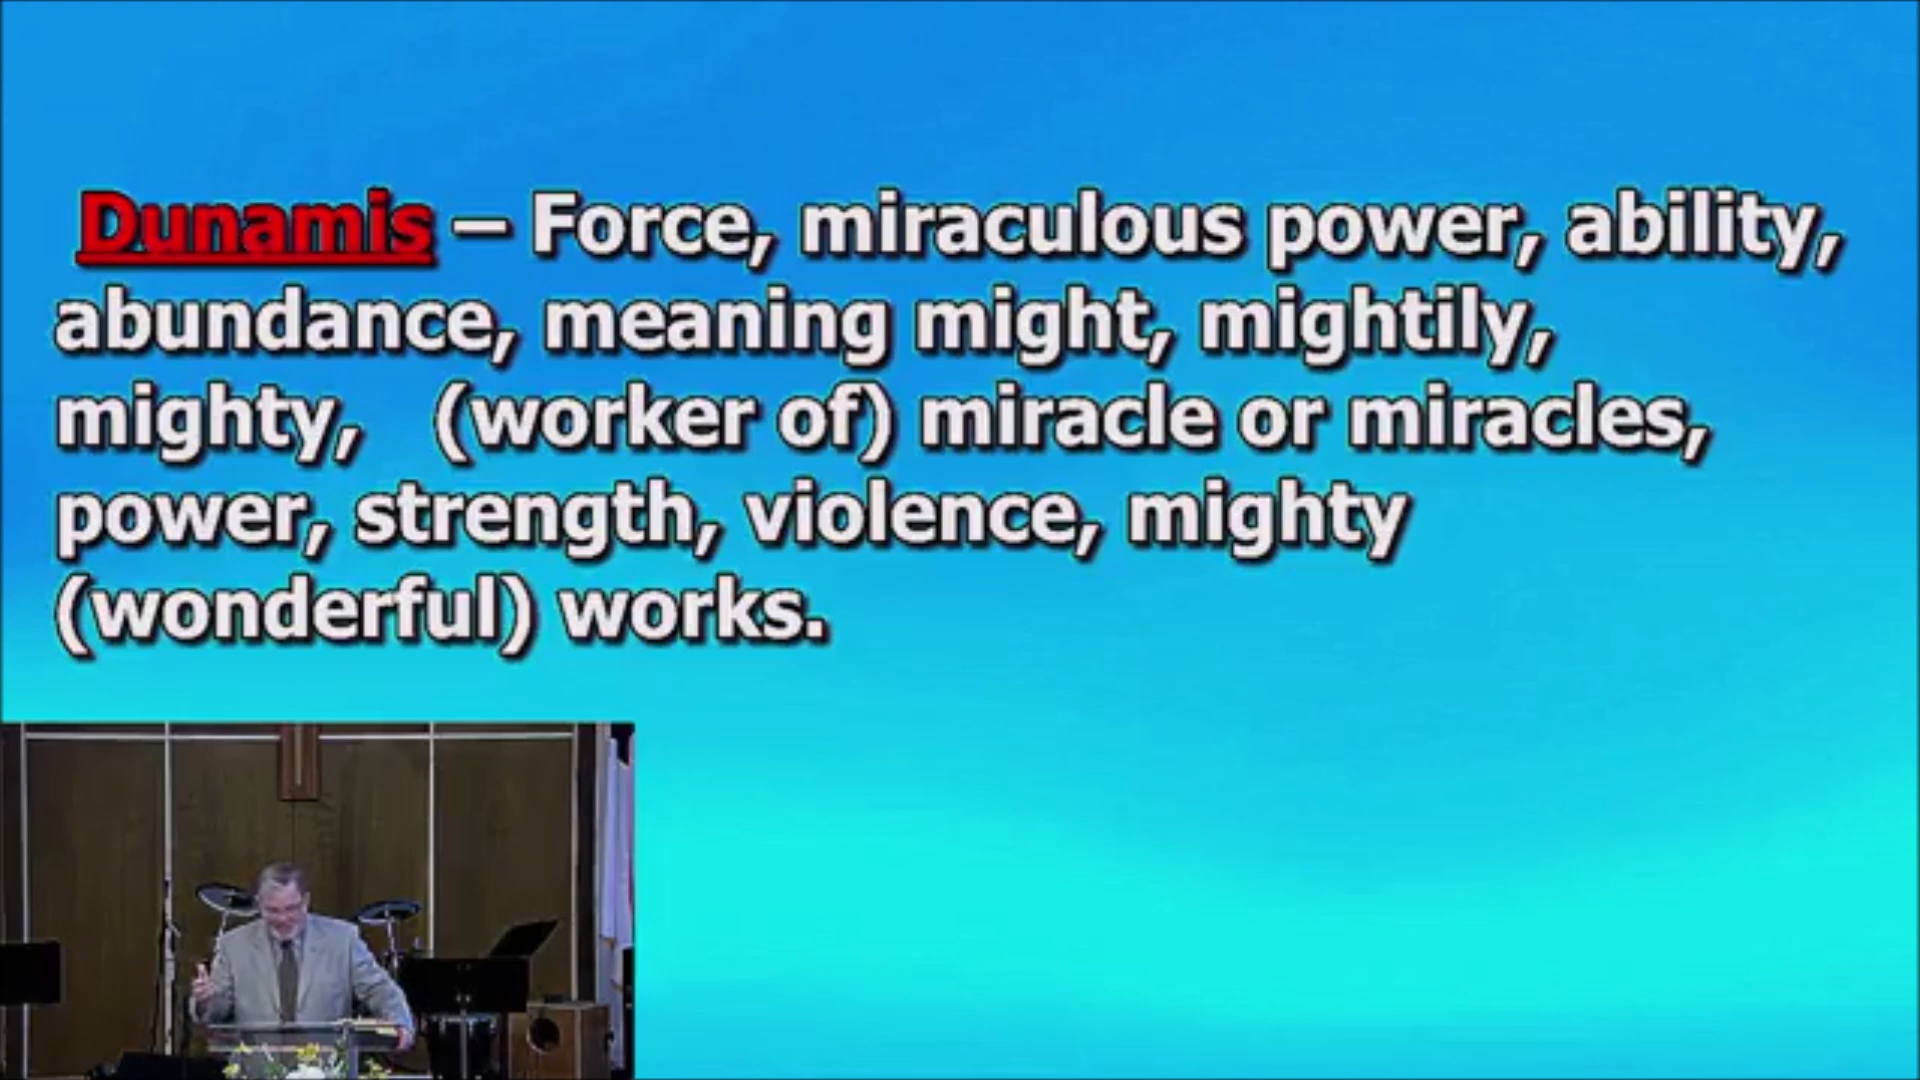 Dunamis – Force, miraculous power, ability,
abundance, meaning might, mightily,
mighty, (worker of) miracle or miracles,
power, strength, violence, mighty
(wonderful) works.